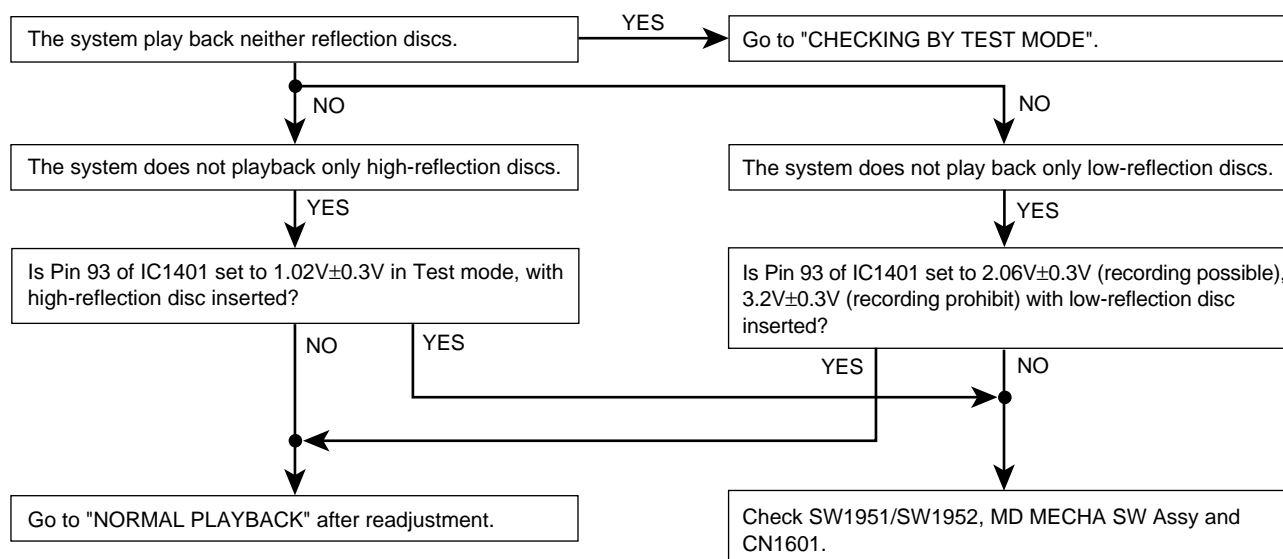 The system play back neither reflection discs.
YES
Go to "CHECKING BY TEST MODE".
NO
NO
The system does not playback only high-reflection discs.
The system does not play back only low-reflection discs.
YES
YES
Is Pin 93 of IC1401 set to 1.02V±0.3V in Test mode, with
high-reflection disc inserted?
Is Pin 93 of IC1401 set to 2.06V±0.3V (recording possible),
3.2V±0.3V (recording prohibit) with low-reflection disc
inserted?
NO
YES
YES
NO
Go to "NORMAL PLAYBACK" after readjustment.
Check SW1951/SW1952, MD MECHA SW Assy and
CN1601.